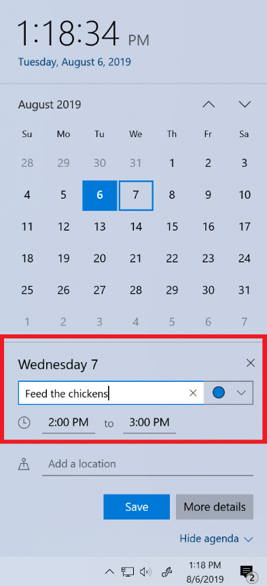 1:18:34 PM
Tuesday, August 6, 2019
August 2019
Su Mo Tu We Th Fr Sa
28 29 30 31 1 2 3
4 5 6 7 8 9 10
11 12 13 14 15 16 17
18 19 20 21 22 23 24
25 26 27 28 29 30 31
1 2 3 4 5 6 7
Wednesday 7
Feed the chickens
2:00 PM to 3:00 PM
Add a location
Save More details
Hide agenda
1:18 PM
8/6/2019 2